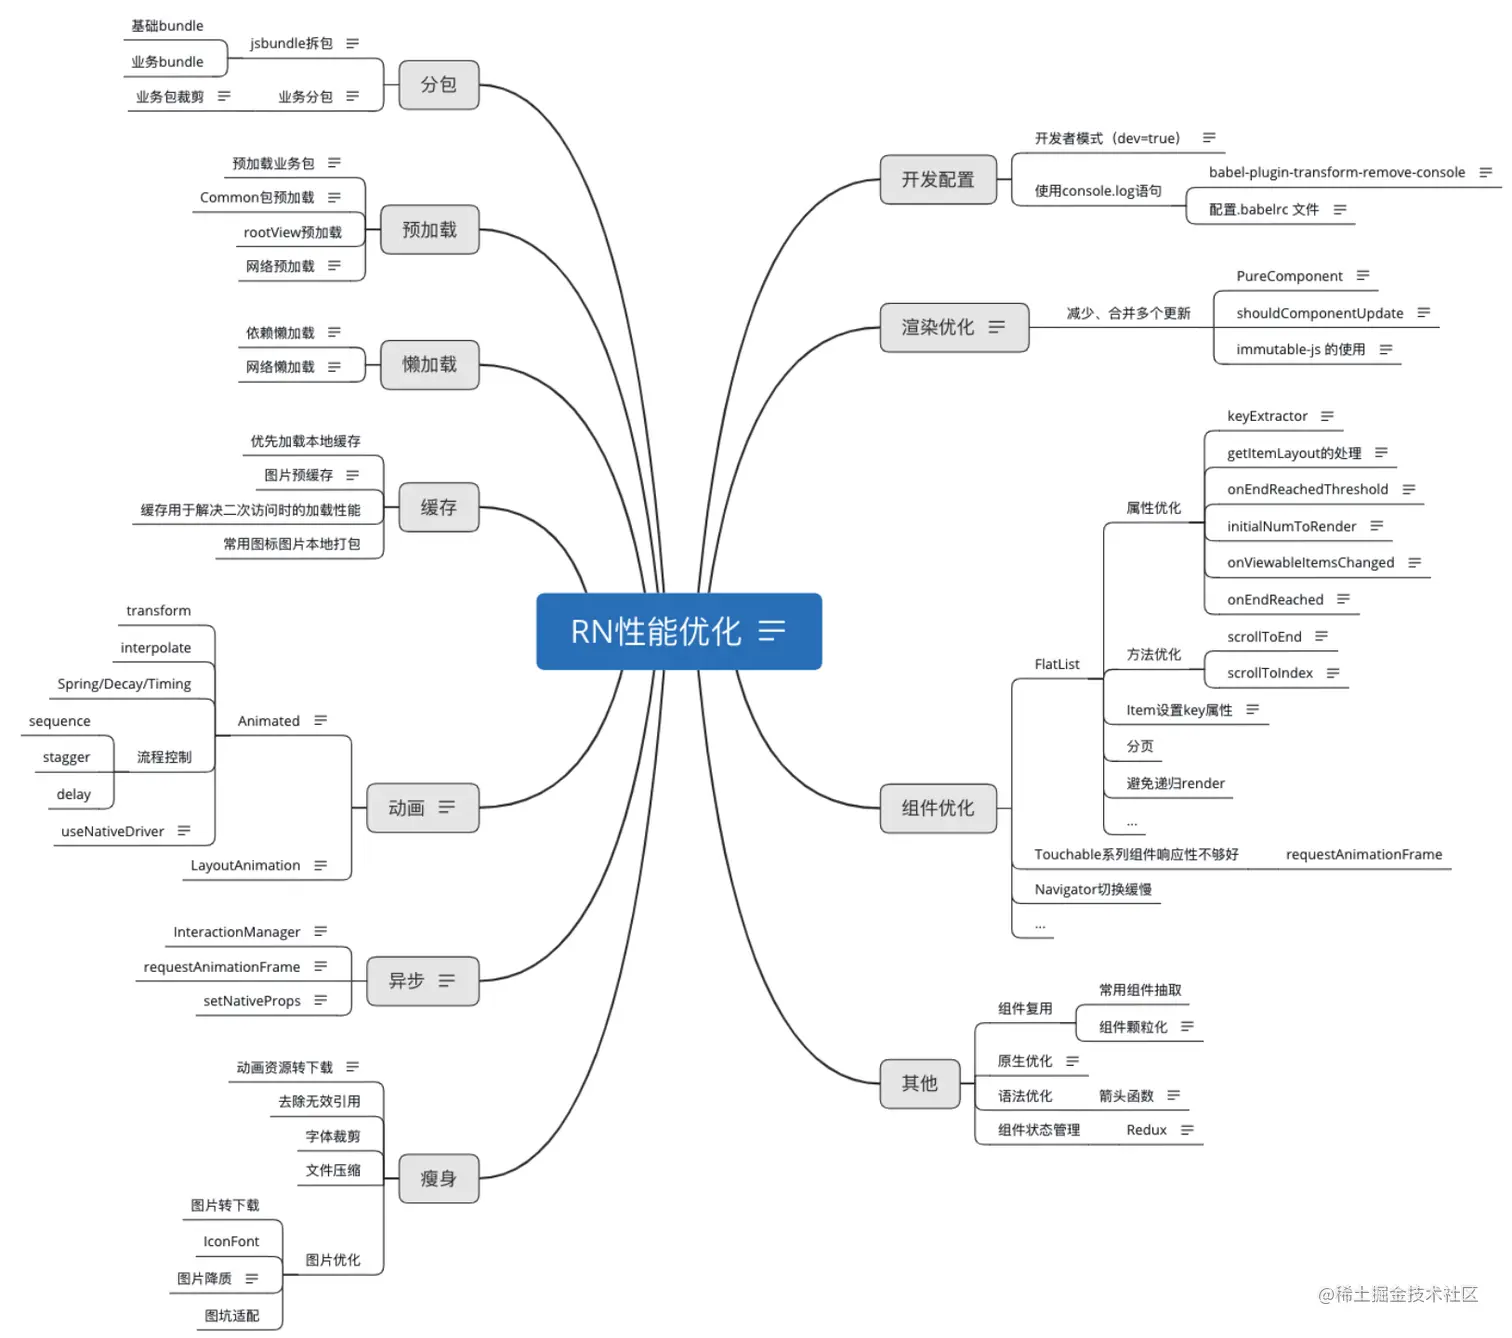 RN性能优化
分包
jsbundle拆包
基础bundle
业务bundle
业务分包
业务包裁剪
预加载
预加载业务包
Common包预加载
rootView预加载
网络预加载
懒加载
依赖懒加载
网络懒加载
缓存
优先加载本地缓存
图片预缓存
缓存用于解决二次访问时的加载性能
常用图标图片本地打包
动画
Animated
transform
interpolate
Spring/Decay/Timing
流程控制
sequence
stagger
delay
useNativeDriver
LayoutAnimation
异步
InteractionManager
requestAnimationFrame
setNativeProps
瘦身
动画资源转下载
去除无效引用
字体裁剪
文件压缩
图片优化
图片转下载
IconFont
图片降质
图坑适配
开发配置
开发者模式（dev=true）
使用console.log语句
babel-plugin-transform-remove-console
配置.babelrc 文件
渲染优化
减少、合并多个更新
PureComponent
shouldComponentUpdate
immutable-js 的使用
组件优化
FlatList
属性优化
keyExtractor
getItemLayout的处理
onEndReachedThreshold
initialNumToRender
onViewableItemsChanged
onEndReached
方法优化
scrollToEnd
scrollToIndex
Item设置key属性
分页
避免递归render
...
Touchable系列组件响应性不够好
requestAnimationFrame
Navigator切换缓慢
...
其他
组件复用
常用组件抽取
组件颗粒化
原生优化
语法优化
箭头函数
组件状态管理
Redux
@稀土掘金技术社区